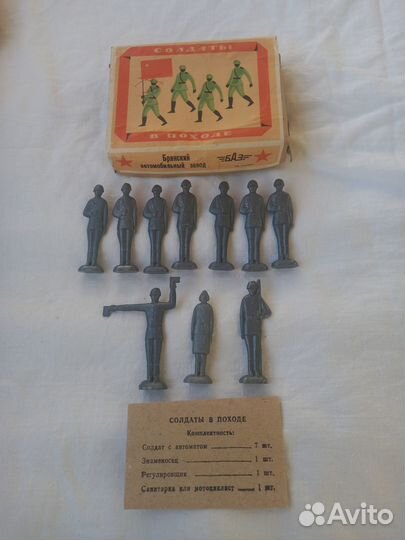 СОЛДАТЫ
В ПОХОДЕ
Брянский
автомобильный завод
БАЗ
СОЛДАТЫ В ПОХОДЕ
Комплектность:
Солдат с автоматом 7 шт.
Знаменосец 1 шт.
Регулировщик 1 шт.
Санитарка или мотоциклист 1 шт.
Avito